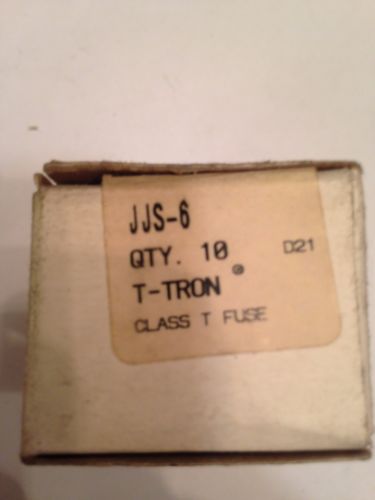 JJS-6
QTY. 10 D21
T-TRON ®
CLASS T FUSE